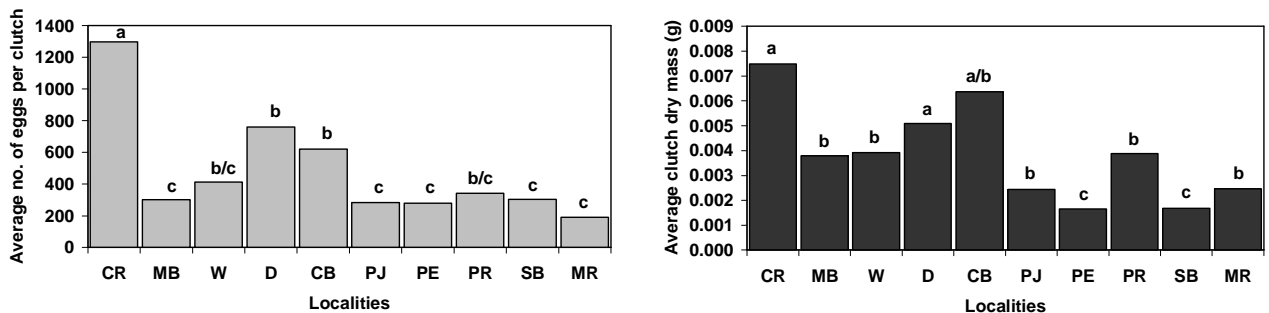 Average no. of eggs per clutch
1400
1200
1000
800
600
400
200
0
a
c
b/c
b
b
c
c
b/c
c
c
CR MB W D CB PJ PE PR SB MR
Localities
Average clutch dry mass (g)
0.009
0.008
0.007
0.006
0.005
0.004
0.003
0.002
0.001
0.000
a
b
b
a
a/b
b
c
b
c
b
CR MB W D CB PJ PE PR SB MR
Localities